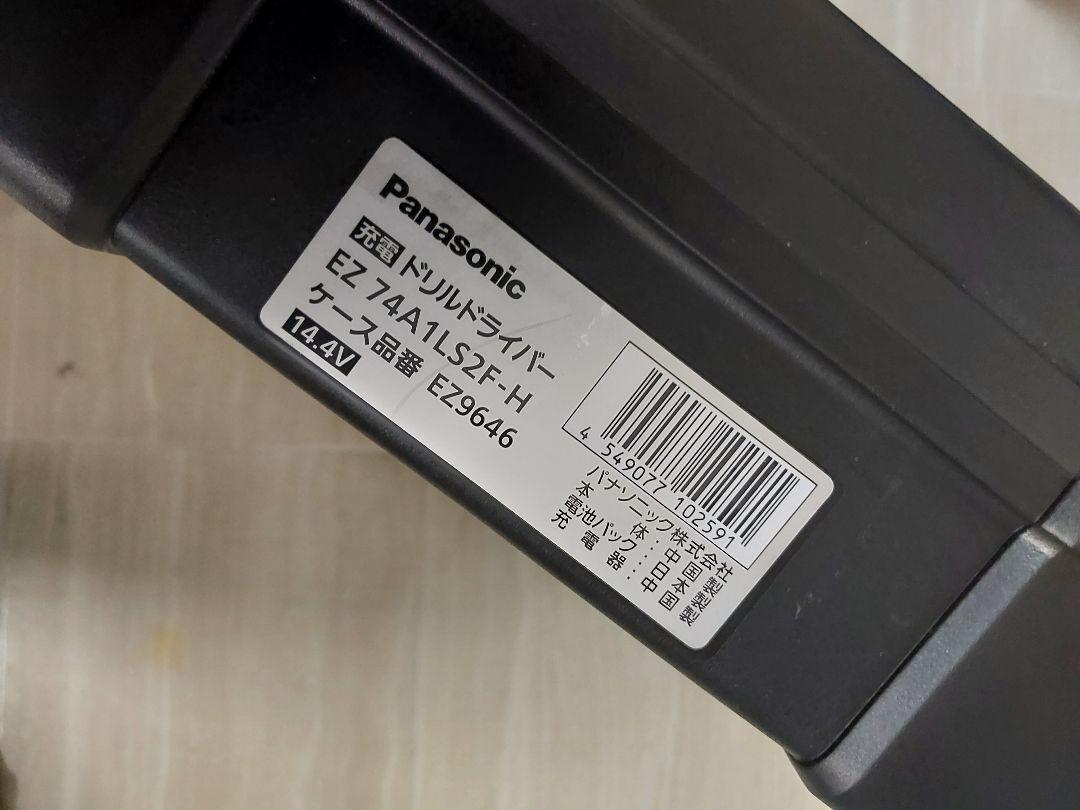 Panasonic
充電 ドリルドライバー
EZ 74A1LS2F-H
ケース品番 EZ9646
14.4V
4 549077 102591
パナソニック株式会社
本体:中国製
電池パック:日本製
充電器:中国製